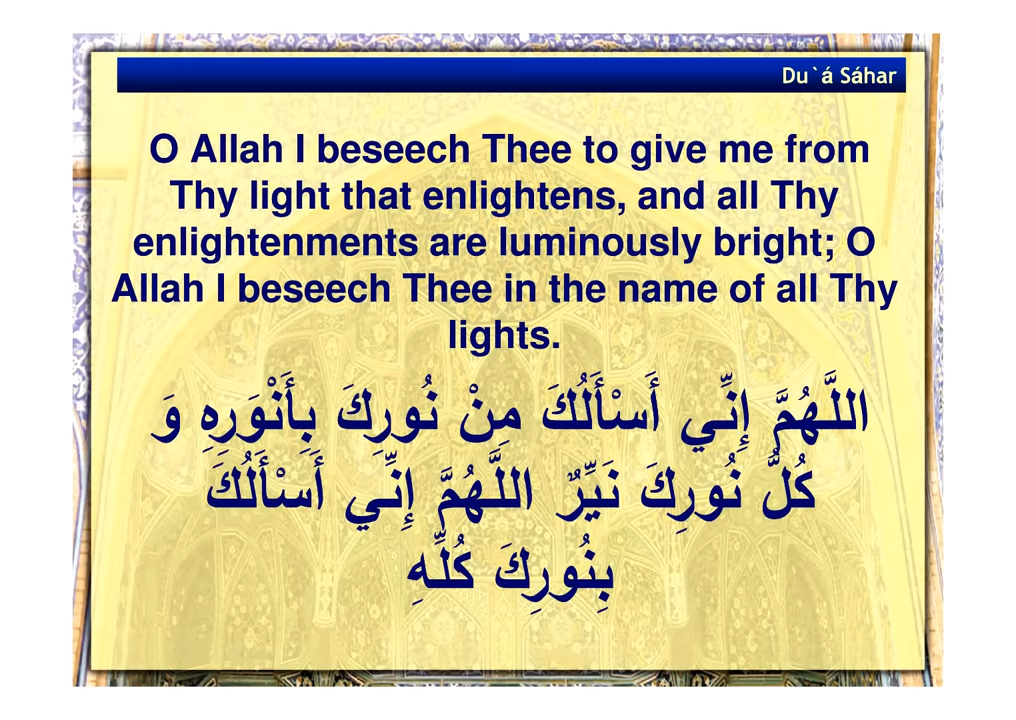 Du`á Sáhar
O Allah I beseech Thee to give me from
Thy light that enlightens, and all Thy
enlightenments are luminously bright; O
Allah I beseech Thee in the name of all Thy
lights.
اللَّهُمَّ إِنِّي أَسْأَلُكَ مِنْ نُورِكَ بِأَنْوَرِهِ وَ
كُلُّ نُورِكَ نَيِّرٌ اللَّهُمَّ إِنِّي أَسْأَلُكَ
بِنُورِكَ كُلِّهِ